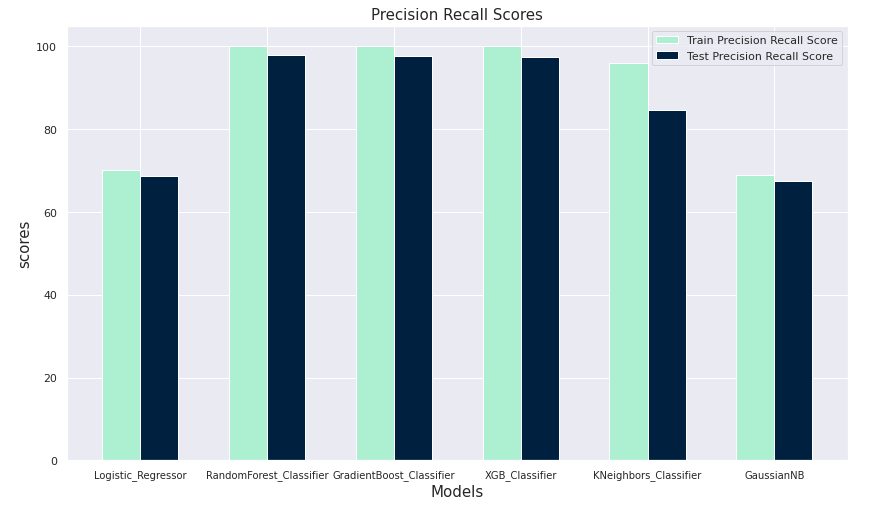 Precision Recall Scores
Train Precision Recall Score
Test Precision Recall Score
100
80
60
40
20
0
scores
Logistic_Regressor RandomForest_Classifier GradientBoost_Classifier XGB_Classifier KNeighbors_Classifier GaussianNB
Models